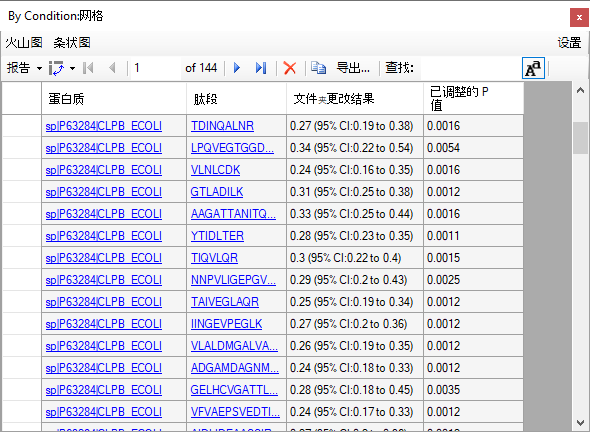 By Condition:网格
火山图 条状图 设置
报告 1 of 144 导出... 查找:
蛋白质 肽段 文件夹更改结果 已调整的 P
值
sp|P63284|CLPB_ECOLI TDINQALNR 0.27 (95% CI:0.19 to 0.38) 0.0016
sp|P63284|CLPB_ECOLI LPQVEGTGGD... 0.34 (95% CI:0.22 to 0.54) 0.0054
sp|P63284|CLPB_ECOLI VLNLCDK 0.24 (95% CI:0.16 to 0.35) 0.0016
sp|P63284|CLPB_ECOLI GTLADILK 0.31 (95% CI:0.25 to 0.38) 0.0012
sp|P63284|CLPB_ECOLI AAGATTANITQ... 0.33 (95% CI:0.25 to 0.44) 0.0016
sp|P63284|CLPB_ECOLI YTIDLTER 0.28 (95% CI:0.23 to 0.35) 0.0011
sp|P63284|CLPB_ECOLI TIQVLQR 0.3 (95% CI:0.22 to 0.4) 0.0015
sp|P63284|CLPB_ECOLI NNPVLIGEPGV... 0.29 (95% CI:0.2 to 0.43) 0.0025
sp|P63284|CLPB_ECOLI TAIVEGLAQR 0.25 (95% CI:0.19 to 0.34) 0.0012
sp|P63284|CLPB_ECOLI IINGEVPEGLK 0.27 (95% CI:0.2 to 0.36) 0.0012
sp|P63284|CLPB_ECOLI VLALDMGALVA... 0.26 (95% CI:0.19 to 0.35) 0.0012
sp|P63284|CLPB_ECOLI ADGAMDAGNM... 0.24 (95% CI:0.18 to 0.33) 0.0012
sp|P63284|CLPB_ECOLI GELHCVGATTL... 0.28 (95% CI:0.18 to 0.45) 0.0035
sp|P63284|CLPB_ECOLI VFVAEPSVEDTI... 0.24 (95% CI:0.17 to 0.33) 0.0012